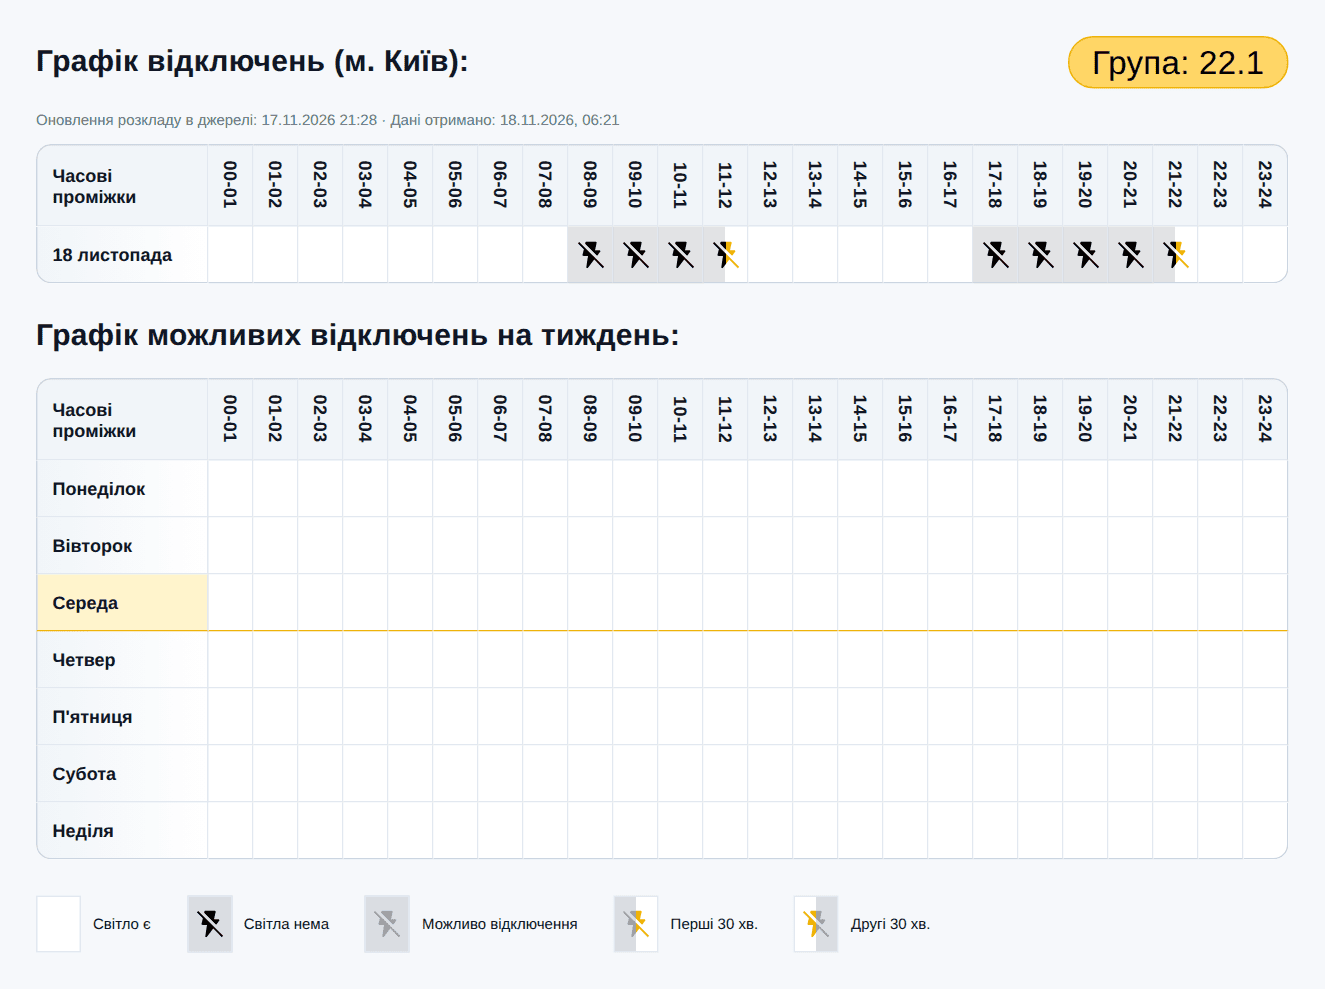 Графік відключень (м. Київ):
Група: 22.1
Оновлення розкладу в джерелі: 17.11.2026 21:28 · Дані отримано: 18.11.2026, 06:21
Часові проміжки 00-01 01-02 02-03 03-04 04-05 05-06 06-07 07-08 08-09 09-10 10-11 11-12 12-13 13-14 14-15 15-16 16-17 17-18 18-19 19-20 20-21 21-22 22-23 23-24
18 листопада
Графік можливих відключень на тиждень:
Часові проміжки 00-01 01-02 02-03 03-04 04-05 05-06 06-07 07-08 08-09 09-10 10-11 11-12 12-13 13-14 14-15 15-16 16-17 17-18 18-19 19-20 20-21 21-22 22-23 23-24
Понеділок
Вівторок
Середа
Четвер
П'ятниця
Субота
Неділя
Світло є Світла нема Можливо відключення Перші 30 хв. Другі 30 хв.